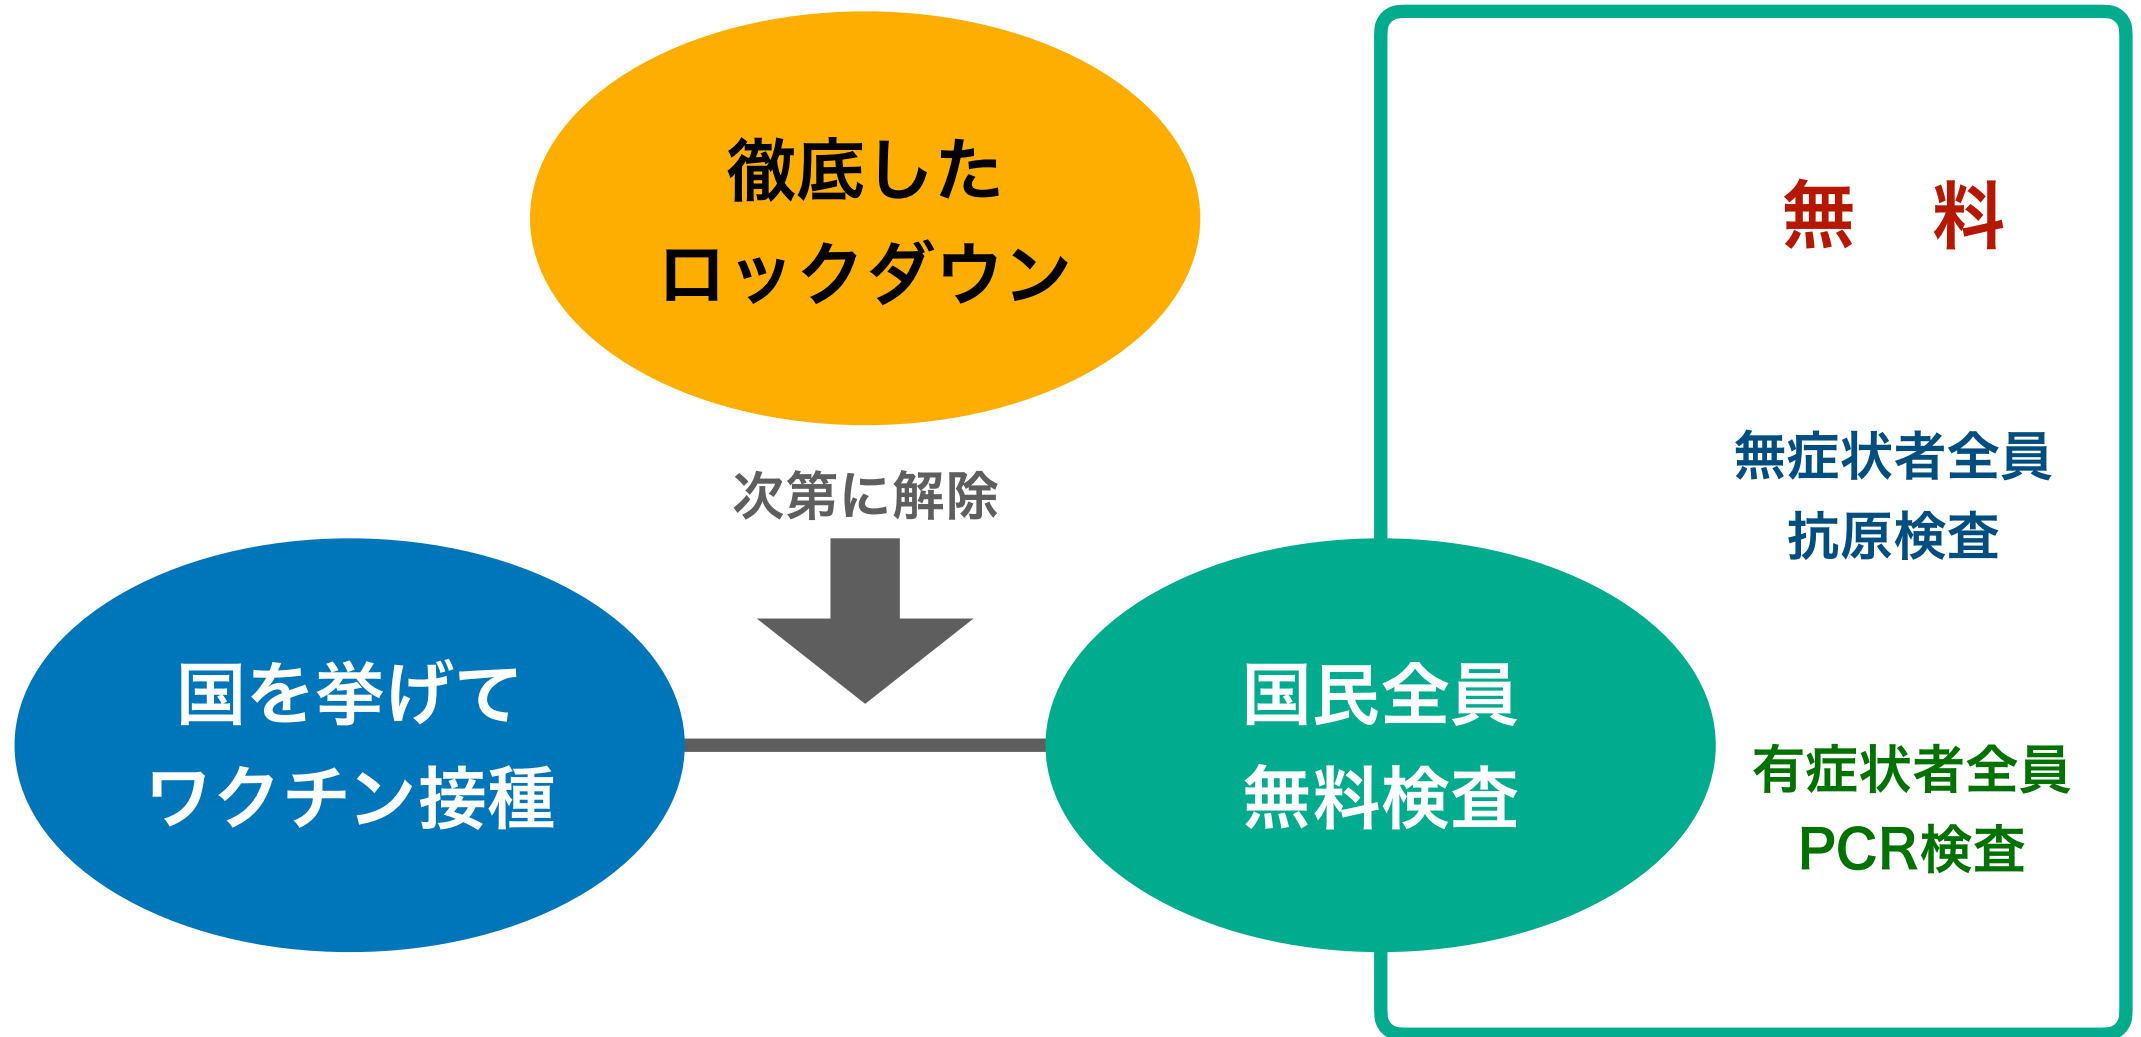 徹底した
ロックダウン
次第に解除
国を挙げて
ワクチン接種
国民全員
無料検査
無　料
無症状者全員
抗原検査
有症状者全員
PCR検査